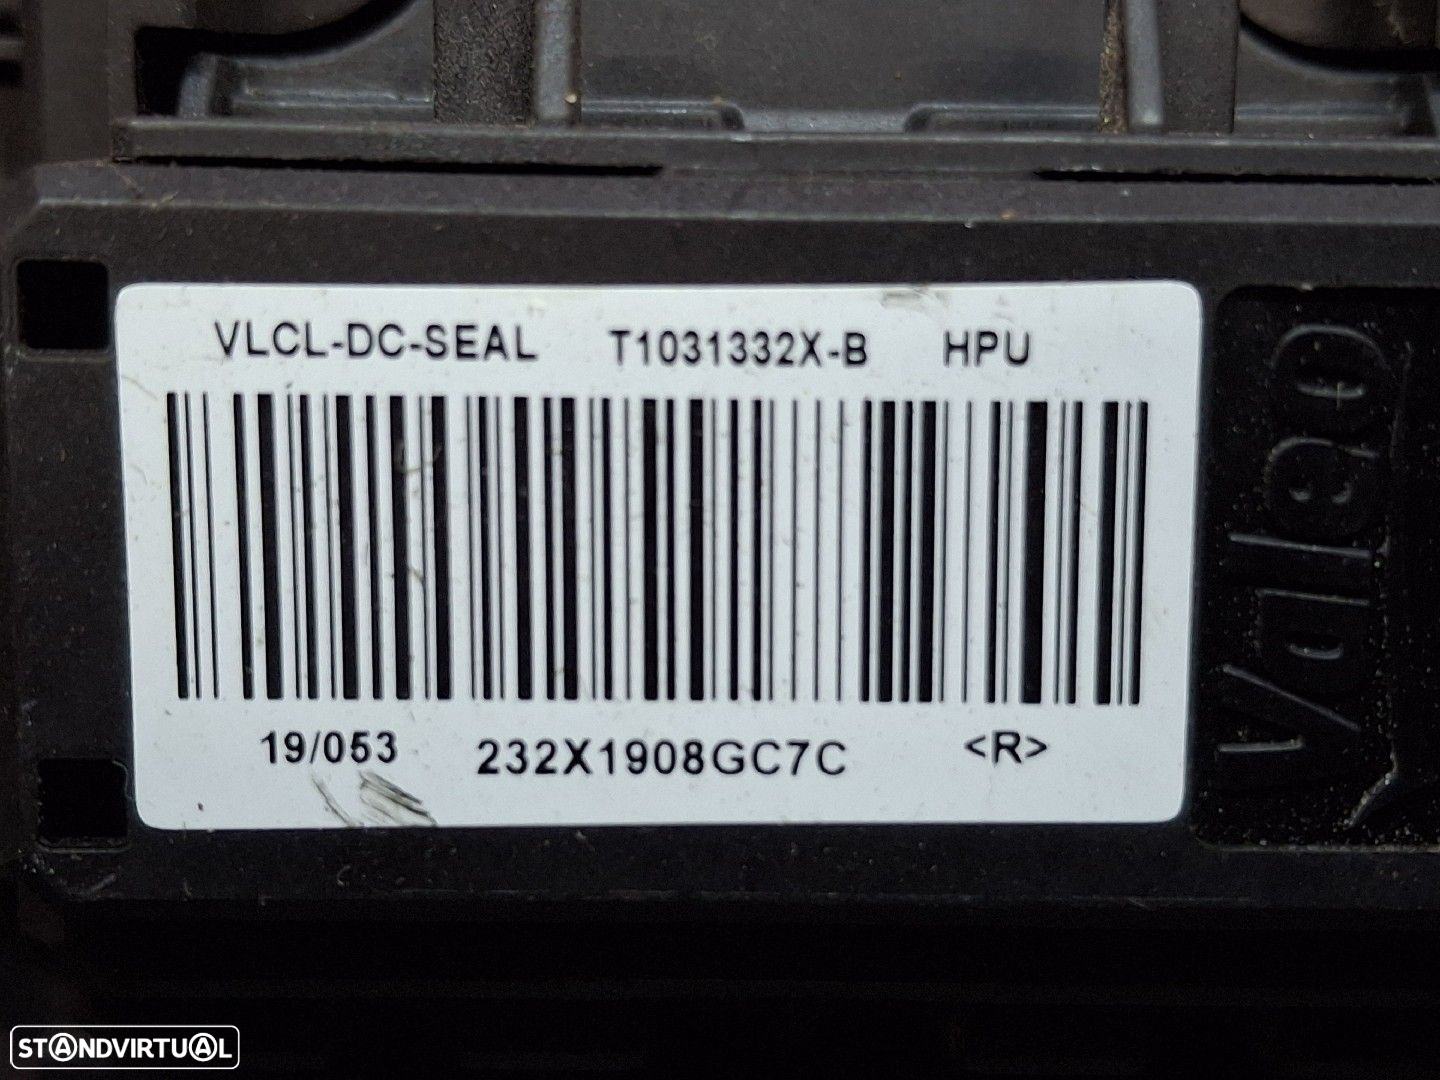 VLCL-DC-SEAL T1031332X-B HPU
19/053 232X1908GC7C <R>
Valeo
STANDVIRTUAL